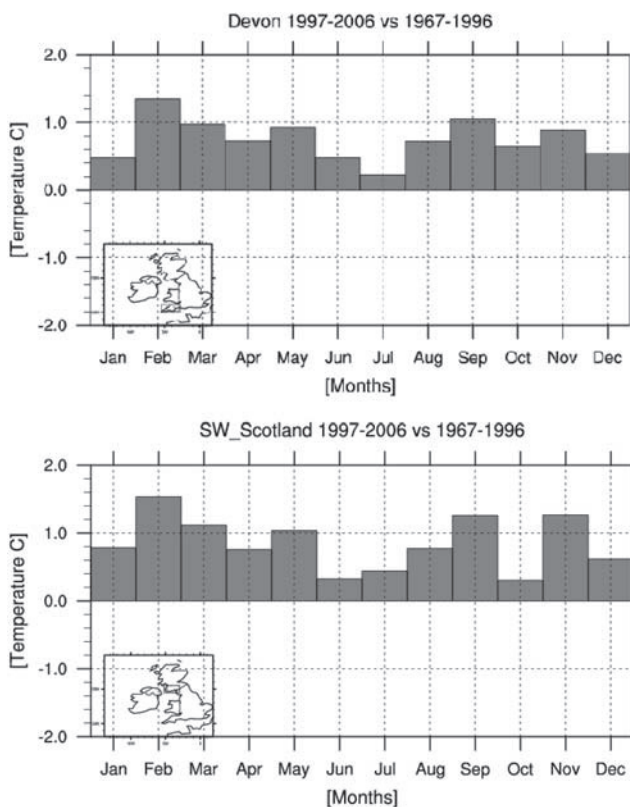 Devon 1997-2006 vs 1967-1996
[Temperature C]
2.0
1.0
0.0
-1.0
-2.0
Jan Feb Mar Apr May Jun Jul Aug Sep Oct Nov Dec
[Months]
SW_Scotland 1997-2006 vs 1967-1996
[Temperature C]
2.0
1.0
0.0
-1.0
-2.0
Jan Feb Mar Apr May Jun Jul Aug Sep Oct Nov Dec
[Months]